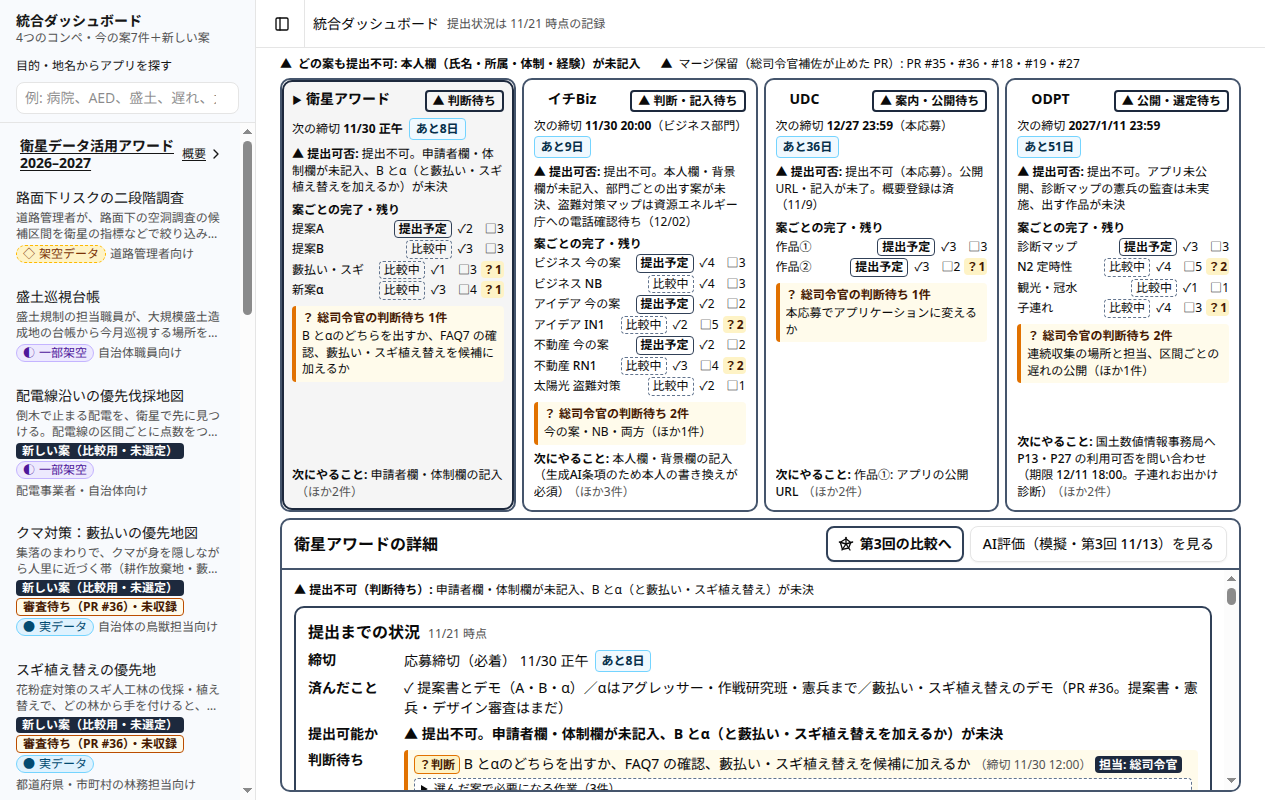 統合ダッシュボード
4つのコンペ・今の案7件＋新しい案
目的・地名からアプリを探す
例: 病院、AED、盛土、遅れ、
衛星データ活用アワード
2026–2027
概要
路面下リスクの二段階調査
道路管理者が、路面下の空洞調査の候
補区間を衛星の指標などで絞り込み…
◇ 架空データ 道路管理者向け
盛土巡視台帳
盛土規制の担当職員が、大規模盛土造
成地の台帳から今月巡視する場所を…
一部架空 自治体職員向け
配電線沿いの優先伐採地図
倒木で止まる配電を、衛星で先に見つ
ける。配電線の区間ごとに点数をつ…
新しい案（比較用・未選定）
一部架空
配電事業者・自治体向け
クマ対策：藪払いの優先地図
集落のまわりで、クマが身を隠しなが
ら人里に近づく帯（耕作放棄地・藪…
新しい案（比較用・未選定）
審査待ち（PR #36）・未収録
実データ 自治体の鳥獣担当向け
スギ植え替えの優先地
花粉症対策のスギ人工林の伐採・植え
替えで、どの林から手を付けると、…
新しい案（比較用・未選定）
審査待ち（PR #36）・未収録
実データ
都道府県・市町村の林務担当向け
統合ダッシュボード 提出状況は 11/21 時点の記録
▲ どの案も提出不可: 本人欄（氏名・所属・体制・経験）が未記入 ▲ マージ保留（総司令官補佐が止めた PR）: PR #35・#36・#18・#19・#27
▶ 衛星アワード ▲ 判断待ち
次の締切 11/30 正午 あと8日
▲ 提出可否: 提出不可。申請者欄・体
制欄が未記入、B とα（と藪払い・スギ
植え替えを加えるか）が未決
案ごとの完了・残り
提案A 提出予定 ✓2 □3
提案B 比較中 ✓3 □3
藪払い・スギ 比較中 ✓1 □3 ?1
新案α 比較中 ✓3 □4 ?1
? 総司令官の判断待ち 1件
B とαのどちらを出すか、FAQ7 の確
認、藪払い・スギ植え替えを候補に
加えるか
次にやること: 申請者欄・体制欄の記入
（ほか2件）
イチBiz ▲ 判断・記入待ち
次の締切 11/30 20:00（ビジネス部門）
あと9日
▲ 提出可否: 提出不可。本人欄・背景
欄が未記入、部門ごとの出す案が未
決、盗難対策マップは資源エネルギー
庁への電話確認待ち（12/02）
案ごとの完了・残り
ビジネス 今の案 提出予定 ✓4 □3
ビジネス NB 比較中 ✓4 □3
アイデア 今の案 提出予定 ✓2 □2
アイデア IN1 比較中 ✓2 □5 ?2
不動産 今の案 提出予定 ✓2 □2
不動産 RN1 比較中 ✓3 □4 ?2
太陽光 盗難対策 比較中 ✓2 □1
? 総司令官の判断待ち 2件
今の案・NB・両方（ほか1件）
次にやること: 本人欄・背景欄の記入
（生成AI条項のため本人の書き換えが
必須）（ほか3件）
UDC ▲ 案内・公開待ち
次の締切 12/27 23:59（本応募）
あと36日
▲ 提出可否: 提出不可（本応募）。公開
URL・記入が未了。概要登録は済
（11/9）
案ごとの完了・残り
作品① 提出予定 ✓3 □3
作品② 提出予定 ✓3 □2 ?1
? 総司令官の判断待ち 1件
本応募でアプリケーションに変える
か
次にやること: 作品①: アプリの公開
URL （ほか2件）
ODPT ▲ 公開・選定待ち
次の締切 2027/1/11 23:59
あと51日
▲ 提出可否: 提出不可。アプリ未公
開、診断マップの憲兵の監査は未実
施、出す作品が未決
案ごとの完了・残り
診断マップ 提出予定 ✓3 □3
N2 定時性 比較中 ✓4 □5 ?2
観光・冠水 比較中 ✓1 □1
子連れ 比較中 ✓4 □3 ?1
? 総司令官の判断待ち 2件
連続収集の場所と担当、区間ごとの
遅れの公開（ほか1件）
次にやること: 国土数値情報事務局へ
P13・P27 の利用可否を問い合わせ
（期限 12/11 18:00。子連れお出かけ
診断）（ほか2件）
衛星アワードの詳細 第3回の比較へ AI評価（模擬・第3回 11/13）を見る
▲ 提出不可（判断待ち）: 申請者欄・体制欄が未記入、B とα（と藪払い・スギ植え替え）が未決
提出までの状況 11/21 時点
締切 応募締切（必着） 11/30 正午 あと8日
済んだこと ✓ 提案書とデモ（A・B・α）／αはアグレッサー・作戦研究班・憲兵まで／藪払い・スギ植え替えのデモ（PR #36。提案書・憲
兵・デザイン審査はまだ）
提出可能か ▲ 提出不可。申請者欄・体制欄が未記入、B とα（と藪払い・スギ植え替えを加えるか）が未決
判断待ち ?判断 B とαのどちらを出すか、FAQ7 の確認、藪払い・スギ植え替えを候補に加えるか （締切 11/30 12:00） 担当: 総司令官
▶ 選んだ案で必要になる作業（3件）